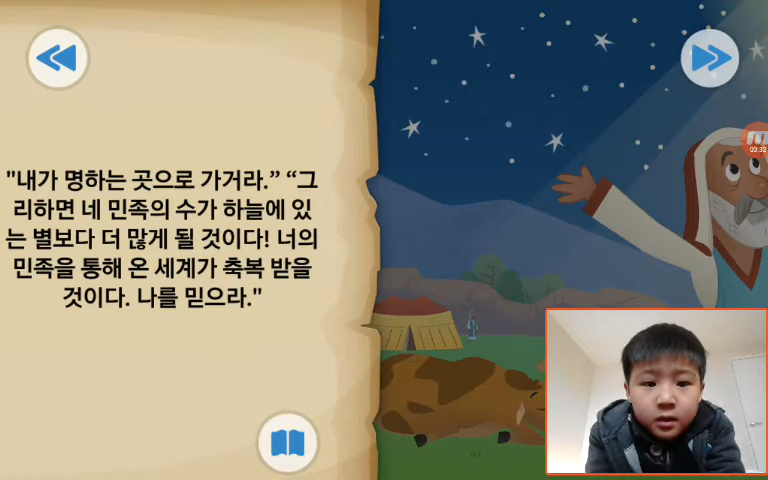 "내가 명하는 곳으로 가거라.” “그
리하면 네 민족의 수가 하늘에 있
는 별보다 더 많게 될 것이다! 너의
민족을 통해 온 세계가 축복 받을
것이다. 나를 믿으라."
03:32